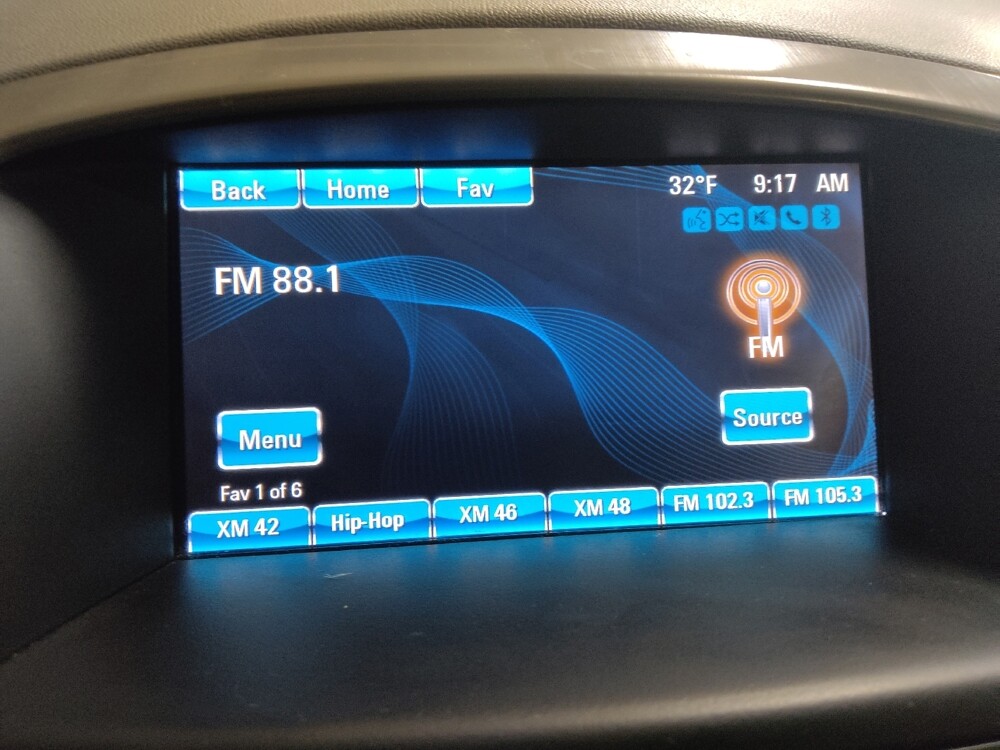 Back Home Fav 32°F 9:17 AM
FM 88.1
FM
Menu Source
Fav 1 of 6
XM 42 Hip-Hop XM 46 XM 48 FM 102.3 FM 105.3